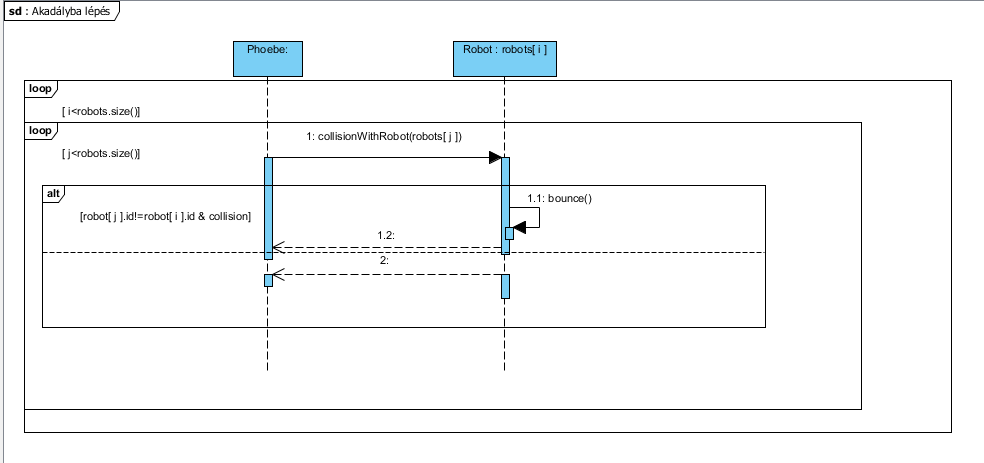 sd : Akadályba lépés
Phoebe:
Robot : robots[ i ]
loop
[ i<robots.size()]
loop
[ j<robots.size()]
1: collisionWithRobot(robots[ j ])
alt
1.1: bounce()
[robot[ j ].id!=robot[ i ].id & collision]
1.2:
2: